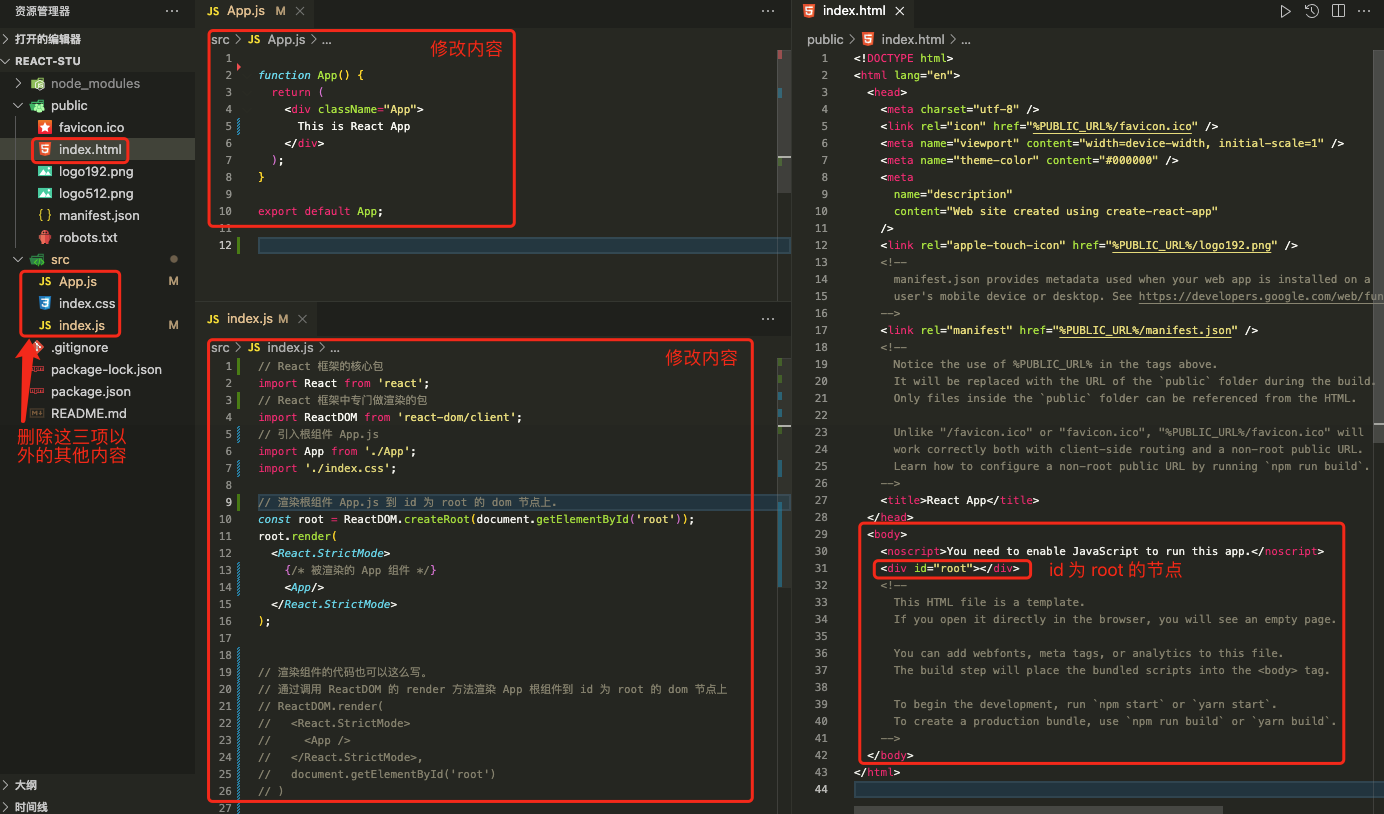 资源管理器
打开的编辑器
REACT-STU
node_modules
public
favicon.ico
index.html
logo192.png
logo512.png
manifest.json
robots.txt
src
App.js M
index.css
index.js M
.gitignore
package-lock.json
package.json
README.md
删除这三项以
外的其他内容
大纲
时间线
JS App.js M
src > JS App.js > ...
修改内容
1
2 function App() {
3 return (
4 <div className="App">
5 This is React App
6 </div>
7 );
8 }
9
10 export default App;
11
12
JS index.js M
src > JS index.js > ...
修改内容
1 // React 框架的核心包
2 import React from 'react';
3 // React 框架中专门做渲染的包
4 import ReactDOM from 'react-dom/client';
5 // 引入根组件 App.js
6 import App from './App';
7 import './index.css';
8
9 // 渲染根组件 App.js 到 id 为 root 的 dom 节点上.
10 const root = ReactDOM.createRoot(document.getElementById('root'));
11 root.render(
12 <React.StrictMode>
13 {/* 被渲染的 App 组件 */}
14 <App/>
15 </React.StrictMode>
16 );
17
18
19 // 渲染组件的代码也可以这么写。
20 // 通过调用 ReactDOM 的 render 方法渲染 App 根组件到 id 为 root 的 dom 节点上
21 // ReactDOM.render(
22 // <React.StrictMode>
23 // <App />
24 // </React.StrictMode>,
25 // document.getElementById('root')
26 // )
27
index.html
public > index.html > ...
1 <!DOCTYPE html>
2 <html lang="en">
3 <head>
4 <meta charset="utf-8" />
5 <link rel="icon" href="%PUBLIC_URL%/favicon.ico" />
6 <meta name="viewport" content="width=device-width, initial-scale=1" />
7 <meta name="theme-color" content="#000000" />
8 <meta
9 name="description"
10 content="Web site created using create-react-app"
11 />
12 <link rel="apple-touch-icon" href="%PUBLIC_URL%/logo192.png" />
13 <!--
14 manifest.json provides metadata used when your web app is installed on a
15 user's mobile device or desktop. See https://developers.google.com/web/fun
16 -->
17 <link rel="manifest" href="%PUBLIC_URL%/manifest.json" />
18 <!--
19 Notice the use of %PUBLIC_URL% in the tags above.
20 It will be replaced with the URL of the `public` folder during the build.
21 Only files inside the `public` folder can be referenced from the HTML.
22
23 Unlike "/favicon.ico" or "favicon.ico", "%PUBLIC_URL%/favicon.ico" will
24 work correctly both with client-side routing and a non-root public URL.
25 Learn how to configure a non-root public URL by running `npm run build`.
26 -->
27 <title>React App</title>
28 </head>
29 <body>
30 <noscript>You need to enable JavaScript to run this app.</noscript>
31 <div id="root"></div> id 为 root 的节点
32 <!--
33 This HTML file is a template.
34 If you open it directly in the browser, you will see an empty page.
35
36 You can add webfonts, meta tags, or analytics to this file.
37 The build step will place the bundled scripts into the <body> tag.
38
39 To begin the development, run `npm start` or `yarn start`.
40 To create a production bundle, use `npm run build` or `yarn build`.
41 -->
42 </body>
43 </html>
44